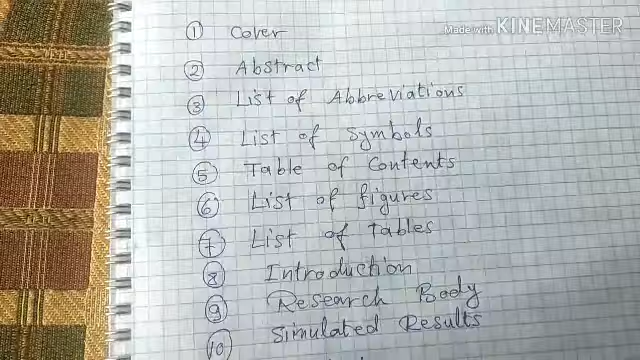 Made with KINEMASTER
① Cover
② Abstract
③ List of Abbreviations
④ List of Symbols
⑤ Table of Contents
⑥ List of figures
⑦ List of Tables
⑧ Introduction
⑨ Research Body
⑩ Simulated Results